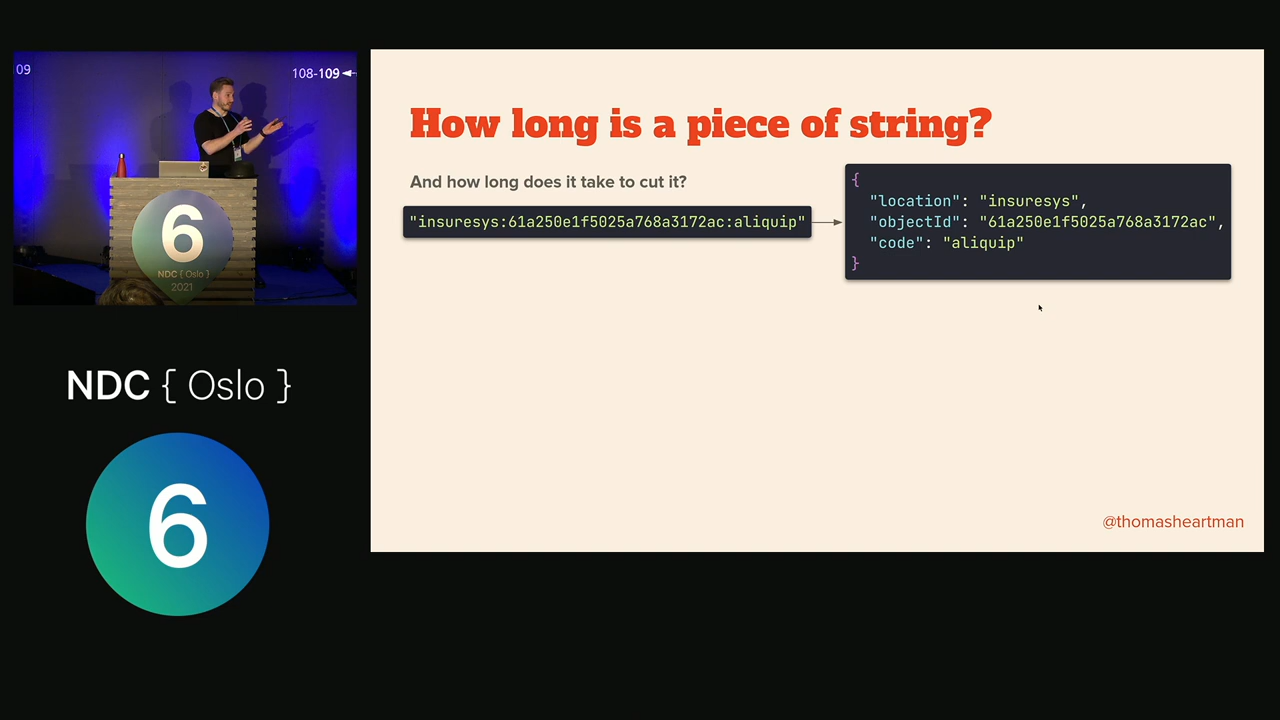 09
108-109
6
NDC { Oslo }
2021
NDC { Oslo }
6
How long is a piece of string?
And how long does it take to cut it?
"insuresys:61a250e1f5025a768a3172ac:aliquip"
{
"location": "insuresys",
"objectId": "61a250e1f5025a768a3172ac",
"code": "aliquip"
}
@thomasheartman